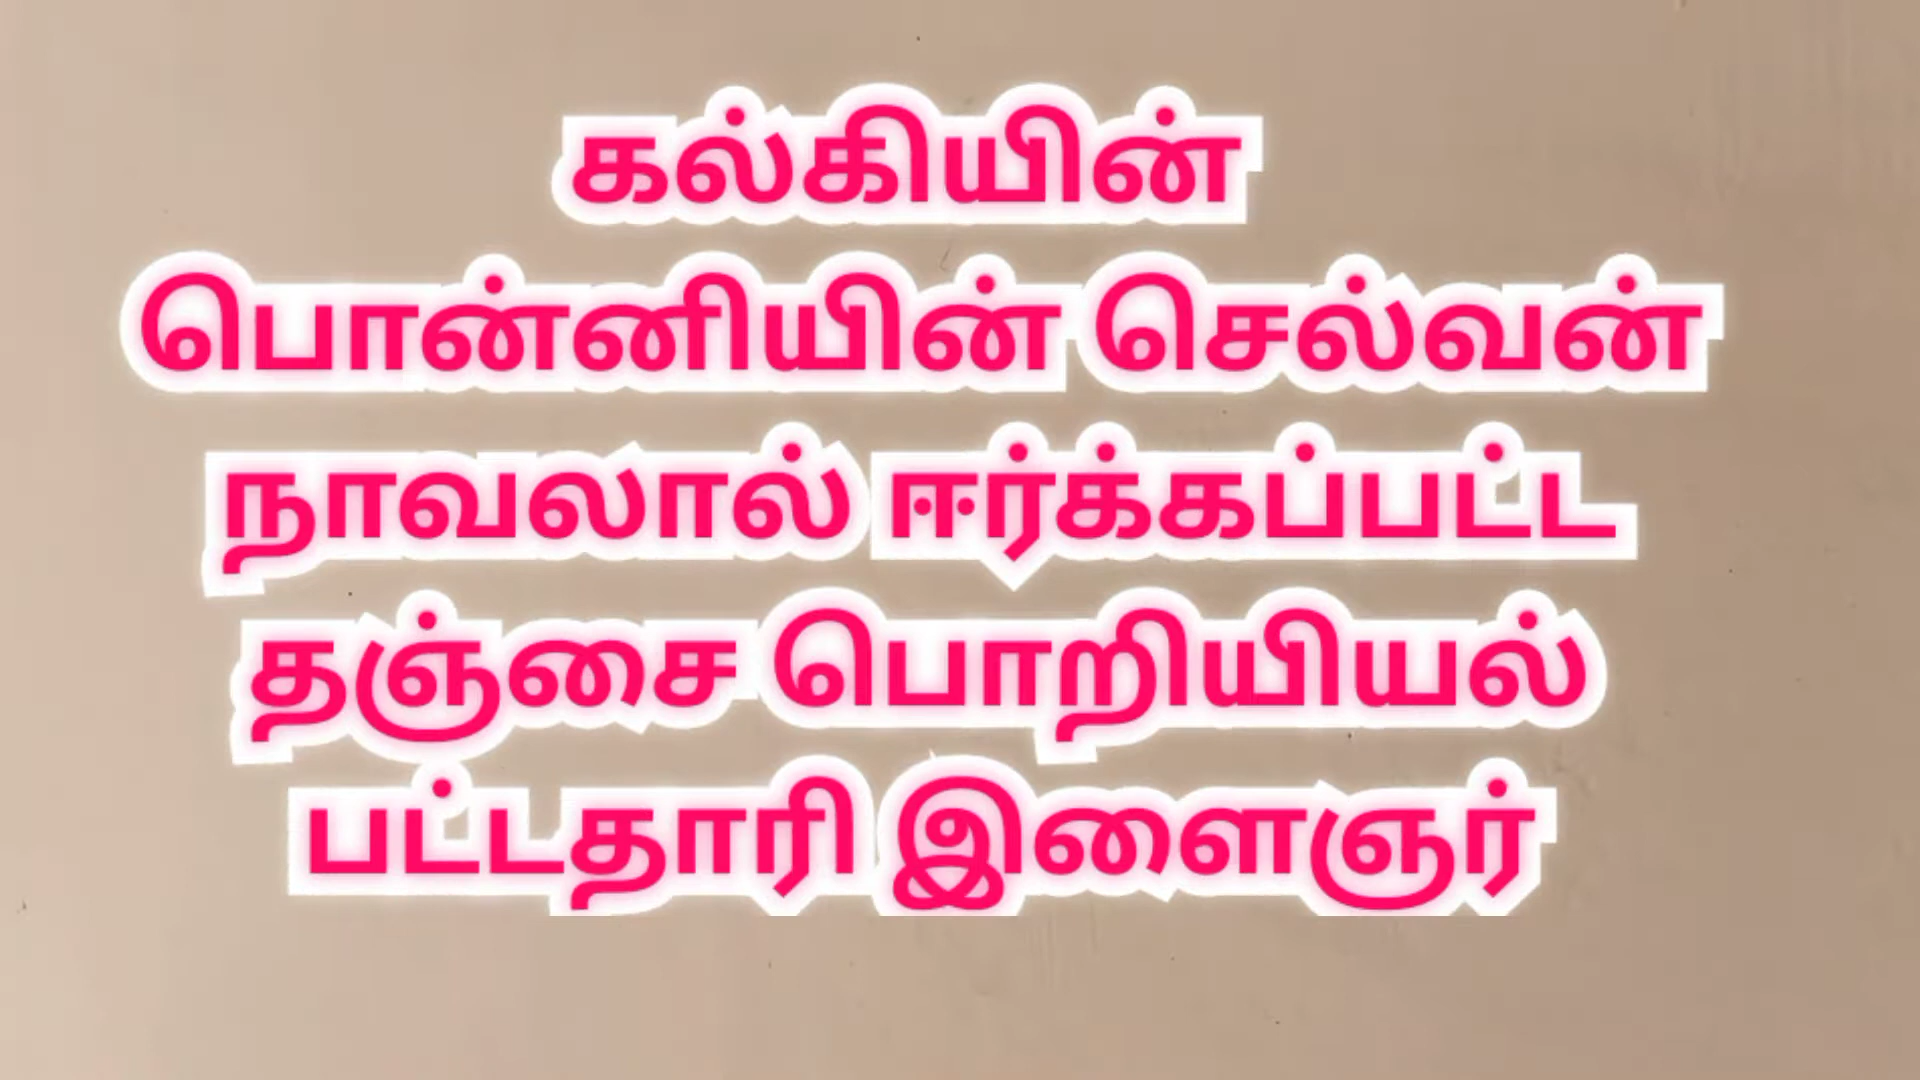 கல்கியின்
பொன்னியின் செல்வன்
நாவலால் ஈர்க்கப்பட்ட
தஞ்சை பொறியியல்
பட்டதாரி இளைஞர்